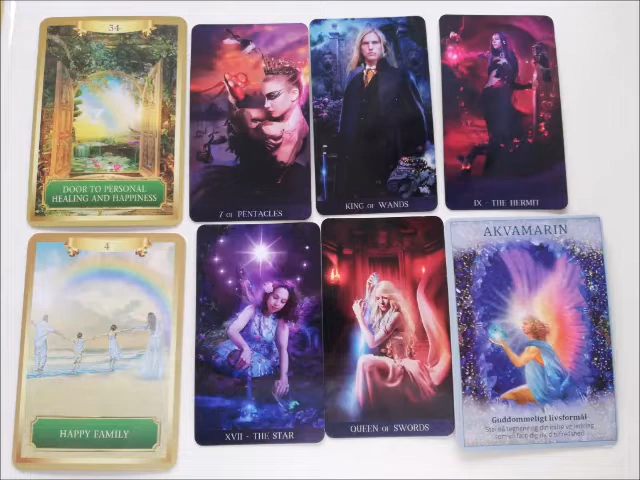 34
DOOR TO PERSONAL
HEALING AND HAPPINESS
7 OF PENTACLES
KING OF WANDS
IX - THE HERMIT
4
HAPPY FAMILY
XVII - THE STAR
QUEEN OF SWORDS
AKVAMARIN
Guddommeligt livsformål